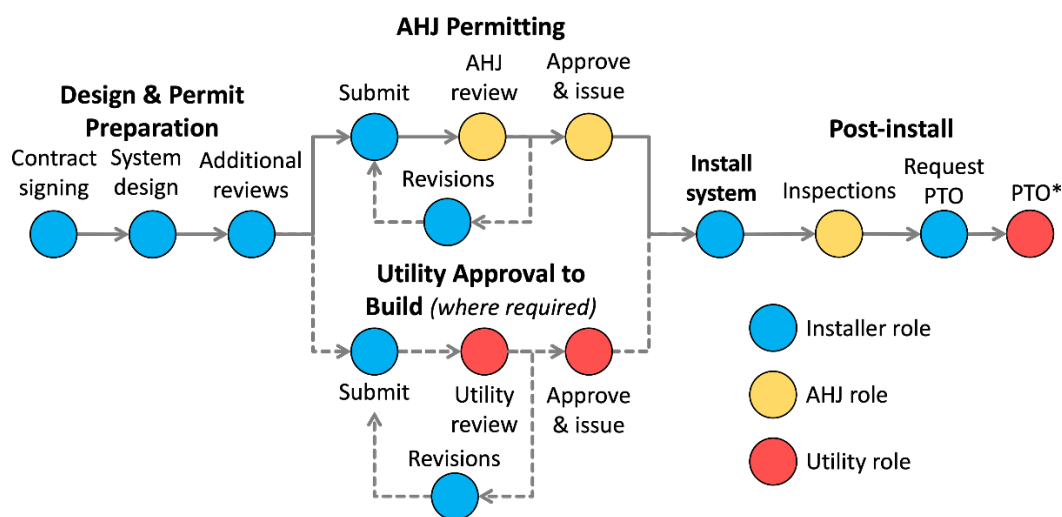 AHJ Permitting
Design & Permit
Preparation
Contract
signing
System
design
Additional
reviews
Submit
AHJ
review
Approve
& issue
Revisions
Utility Approval to
Build (where required)
Submit
Utility
review
Approve
& issue
Revisions
Install
system
Post-install
Inspections
Request
PTO
PTO*
Installer role
AHJ role
Utility role